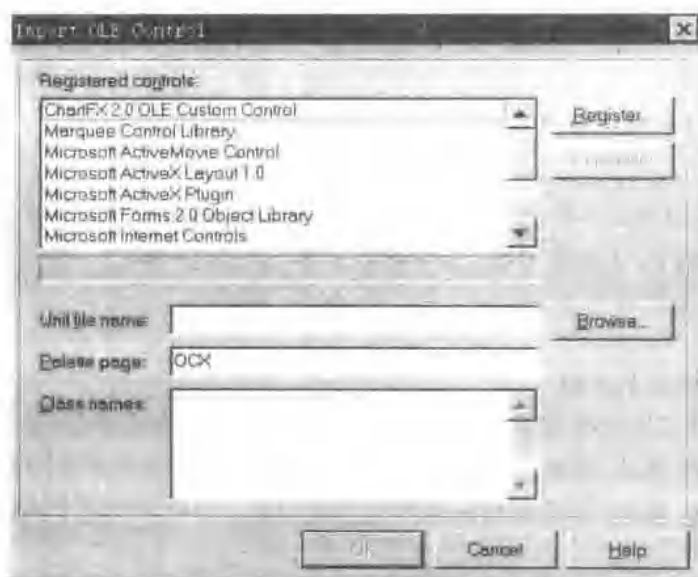 Import OLE Control
Registered controls:
ChartFX 2.0 OLE Custom Control
Marquee Control Library
Microsoft ActiveMovie Control
Microsoft ActiveX Layout 1.0
Microsoft ActiveX Plugin
Microsoft Forms 2.0 Object Library
Microsoft Internet Controls
Register...
Unit file name:
Browse...
Palette page:
OCX
Class names:
OK
Cancel
Help